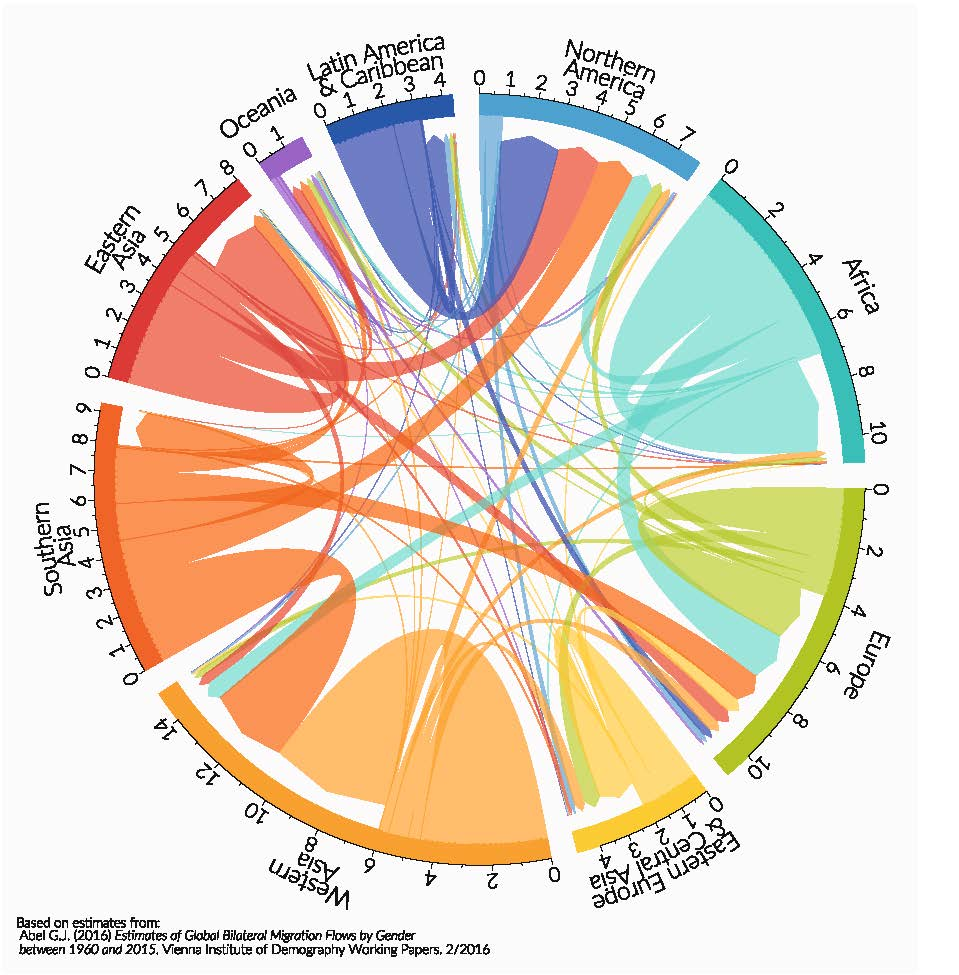 Latin America
& Caribbean
0 1 2 3 4
Northern
America
0 1 2 3 4 5 6 7
Africa
0 2 4 6 8 10
Europe
0 2 4 6 8 10
Eastern Europe
& Central Asia
0 1 2 3 4
Western
Asia
0 2 4 6 8 10 12 14
Southern
Asia
0 1 2 3 4 5 6 7 8 9
Eastern
Asia
0 1 2 3 4 5 6 7 8
Oceania
0 1
Based on estimates from:
Abel G.J. (2016) Estimates of Global Bilateral Migration Flows by Gender
between 1960 and 2015. Vienna Institute of Demography Working Papers. 2/2016